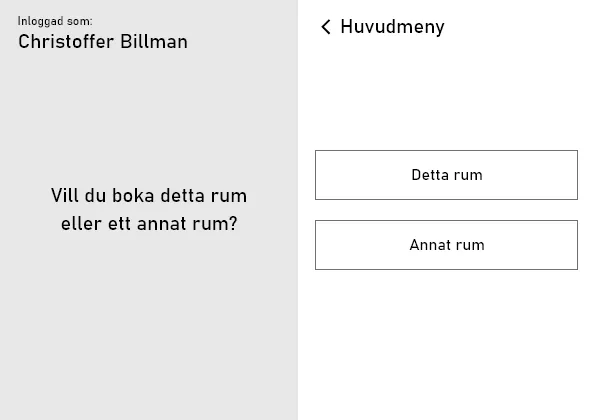 Inloggad som:
Christoffer Billman
Vill du boka detta rum
eller ett annat rum?
Huvudmeny
Detta rum
Annat rum